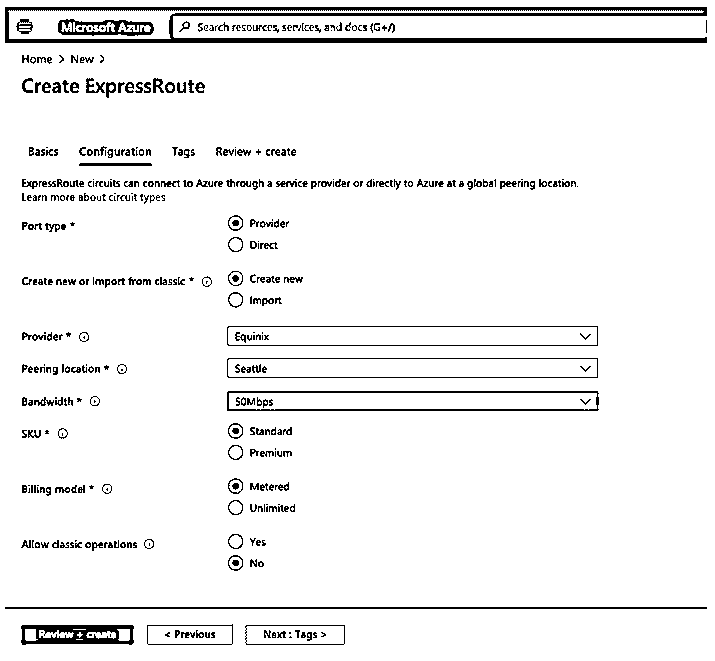 Microsoft Azure
Search resources, services, and docs (G+/)
Home > New >
Create ExpressRoute
Basics Configuration Tags Review + create
ExpressRoute circuits can connect to Azure through a service provider or directly to Azure at a global peering location.
Learn more about circuit types
Port type *
Provider
Direct
Create new or import from classic *
Create new
Import
Provider *
Equinix
Peering location *
Seattle
Bandwidth *
50Mbps
SKU *
Standard
Premium
Billing model *
Metered
Unlimited
Allow classic operations
Yes
No
Review + create
< Previous
Next : Tags >